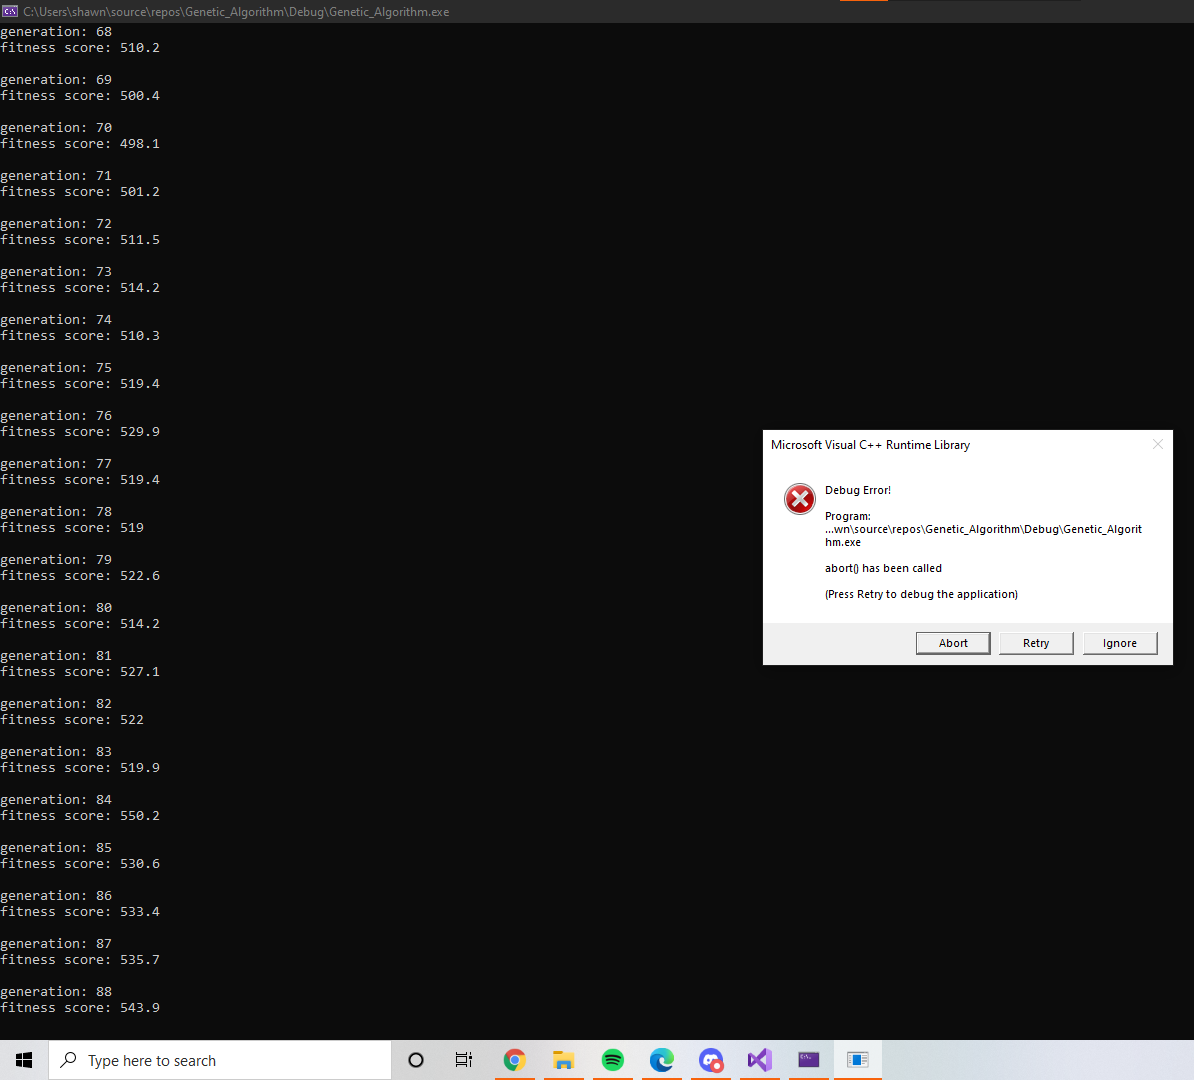 C:\Users\shawn\source\repos\Genetic_Algorithm\Debug\Genetic_Algorithm.exe
generation: 68
fitness score: 510.2
generation: 69
fitness score: 500.4
generation: 70
fitness score: 498.1
generation: 71
fitness score: 501.2
generation: 72
fitness score: 511.5
generation: 73
fitness score: 514.2
generation: 74
fitness score: 510.3
generation: 75
fitness score: 519.4
generation: 76
fitness score: 529.9
generation: 77
fitness score: 519.4
generation: 78
fitness score: 519
generation: 79
fitness score: 522.6
generation: 80
fitness score: 514.2
generation: 81
fitness score: 527.1
generation: 82
fitness score: 522
generation: 83
fitness score: 519.9
generation: 84
fitness score: 550.2
generation: 85
fitness score: 530.6
generation: 86
fitness score: 533.4
generation: 87
fitness score: 535.7
generation: 88
fitness score: 543.9
Microsoft Visual C++ Runtime Library
Debug Error!
Program:
...wn\source\repos\Genetic_Algorithm\Debug\Genetic_Algorit
hm.exe
abort() has been called
(Press Retry to debug the application)
Abort Retry Ignore
Type here to search